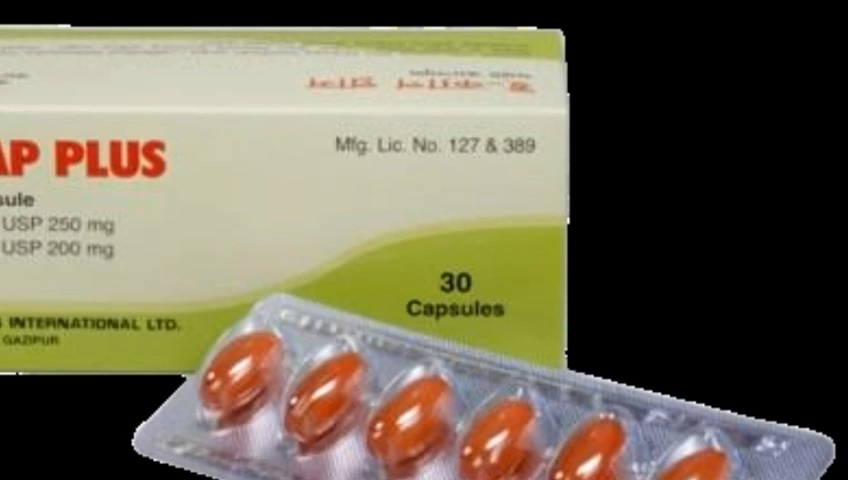 AP PLUS
Mfg. Lic. No. 127 & 389
sule
USP 250 mg
USP 200 mg
30
Capsules
INTERNATIONAL LTD.
GAZIPUR